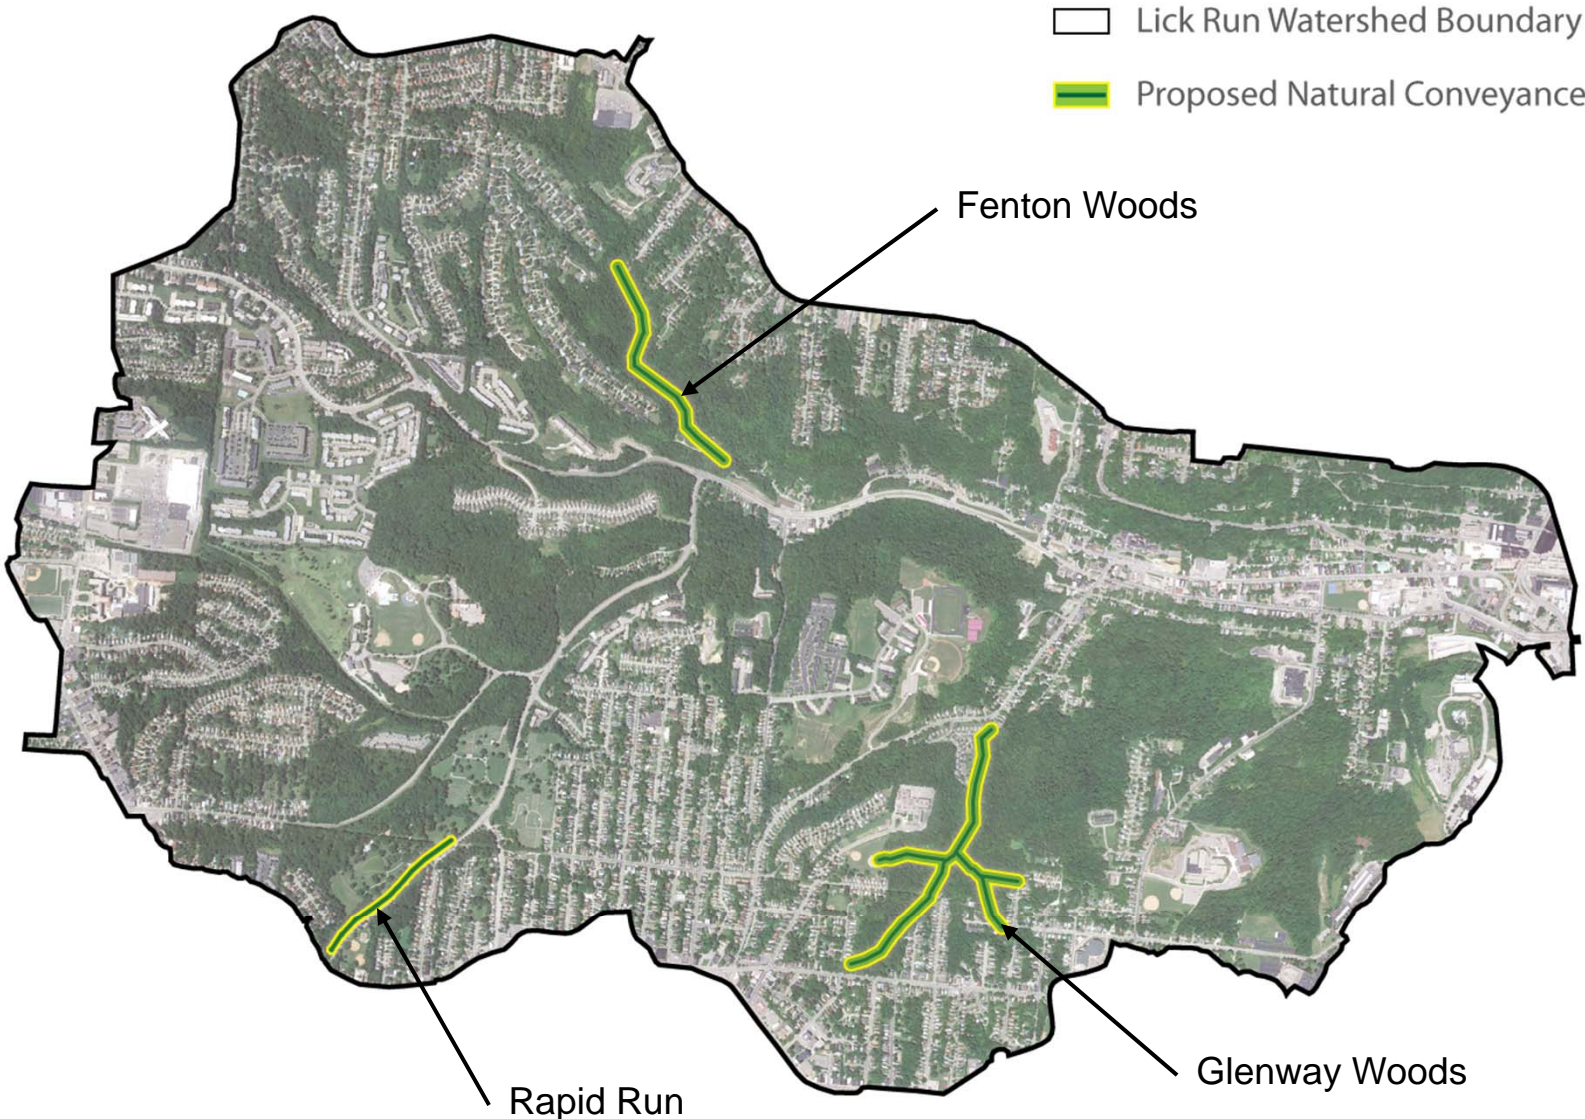 Lick Run Watershed Boundary
Proposed Natural Conveyance
Fenton Woods
Glenway Woods
Rapid Run